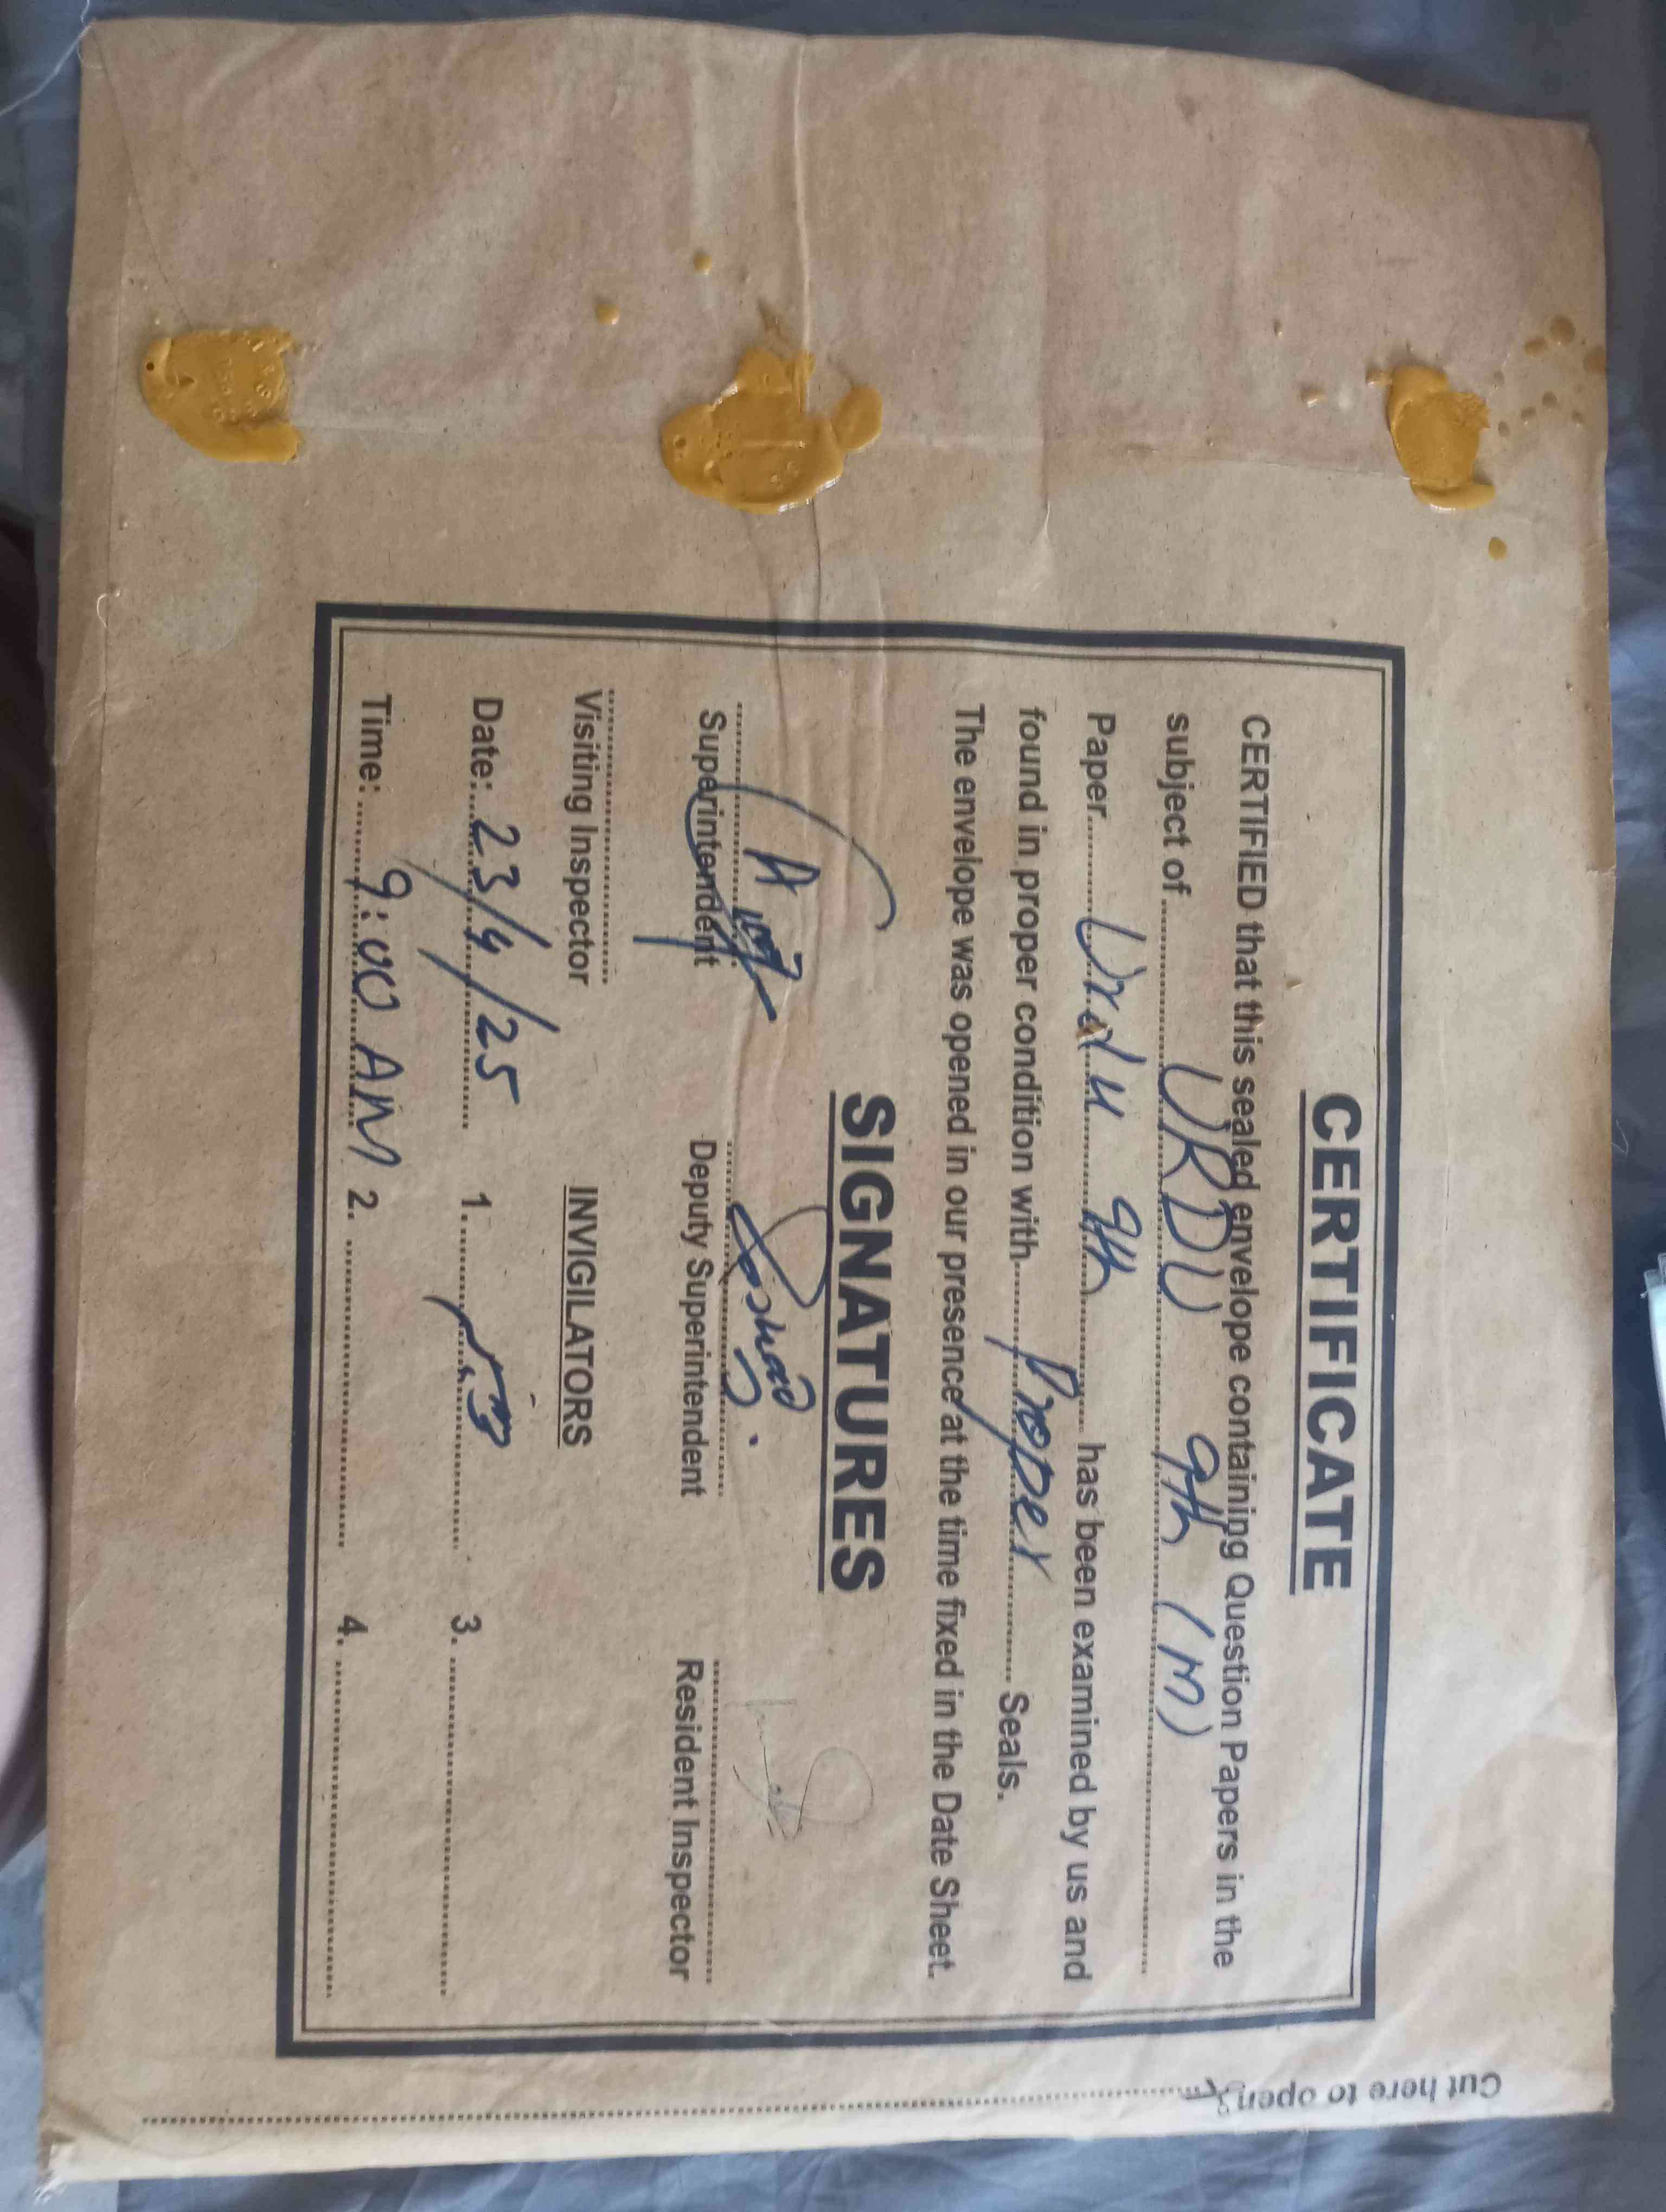 CERTIFICATE
CERTIFIED that this sealed envelope containing Question Papers in the
subject of URDU 9th (M)
Paper Urdu 9th has been examined by us and
found in proper condition with Proper Seals.
The envelope was opened in our presence at the time fixed in the Date Sheet.
SIGNATURES
Superintendent Deputy Superintendent Resident Inspector
Visiting Inspector INVIGILATORS
Date: 23/4/25 1. 3.
Time: 9:00 AM 2. 4.
Cut here to open